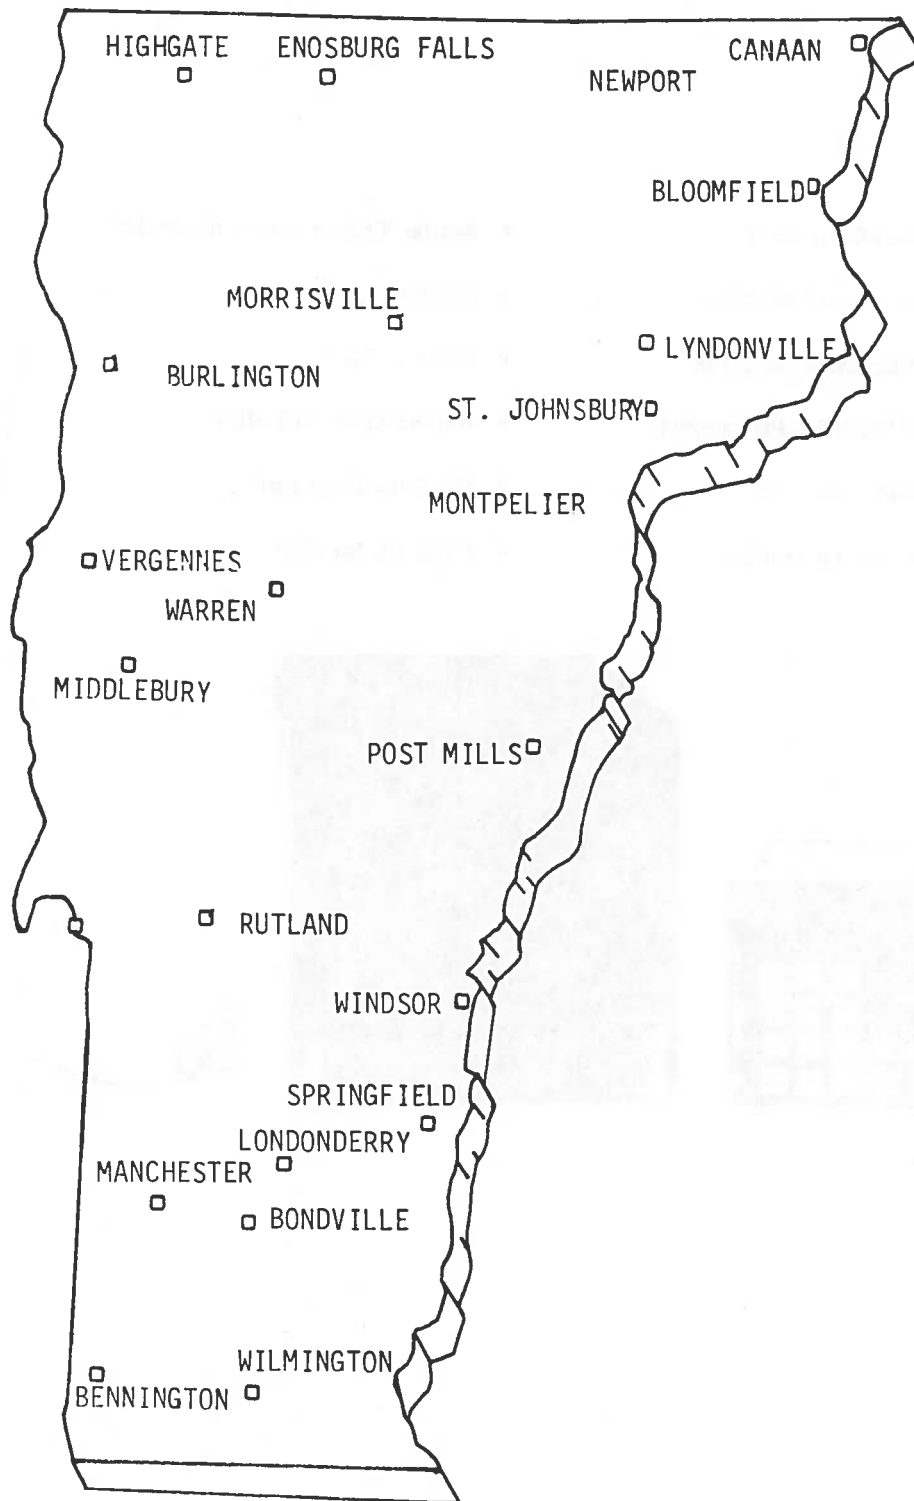 HIGHGATE ENOSBURG FALLS CANAAN
NEWPORT
BLOOMFIELD
MORRISVILLE
LYNDONVILLE
BURLINGTON
ST. JOHNSBURY
MONTPELIER
VERGENNES
WARREN
MIDDLEBURY
POST MILLS
RUTLAND
WINDSOR
SPRINGFIELD
LONDONDERRY
MANCHESTER
BONDVILLE
WILMINGTON
BENNINGTON